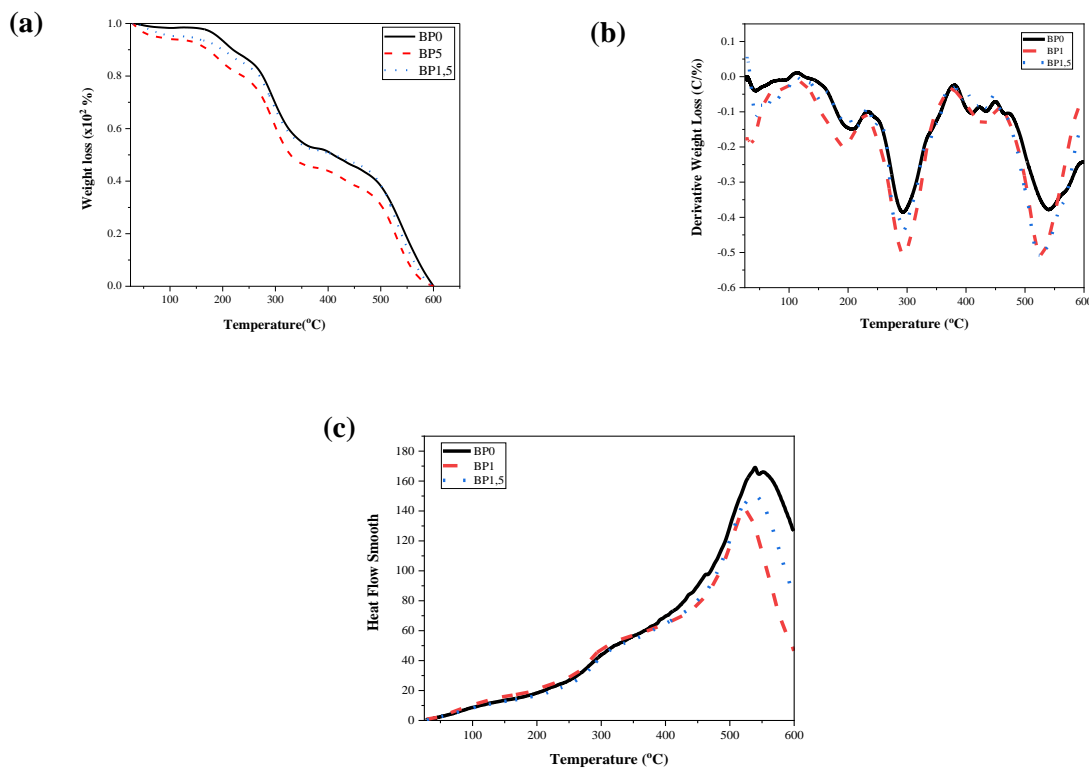 (a)
1.0
0.8
0.6
0.4
0.2
0.0
Weight loss (x10² %)
BP0
BP5
BP1,5
100 200 300 400 500 600
Temperature(°C)
(b)
0.1
0.0
-0.1
-0.2
-0.3
-0.4
-0.5
-0.6
Derivative Weight Loss (C/%)
BP0
BP1
BP1,5
100 200 300 400 500 600
Temperature (°C)
(c)
180
160
140
120
100
80
60
40
20
0
Heat Flow Smooth
BP0
BP1
BP1,5
100 200 300 400 500 600
Temperature (°C)